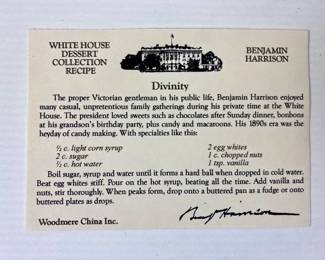 WHITE HOUSE
DESSERT
COLLECTION
RECIPE
BENJAMIN
HARRISON
Divinity
The proper Victorian gentleman in his public life, Benjamin Harrison enjoyed
many casual, unpretentious family gatherings during his private time at the White
House. The president loved sweets such as chocolates after Sunday dinner, bonbons
at his grandson's birthday party, plus candy and macaroons. His 1890s era was the
heyday of candy making. With specialties like this:
½ c. light corn syrup
2 c. sugar
½ c. hot water
2 egg whites
1 c. chopped nuts
1 tsp. vanilla
Boil sugar, syrup and water until it forms a hard ball when dropped in cold water.
Beat egg whites stiff. Pour on the hot syrup, beating all the time. Add vanilla and
nuts, stir thoroughly. When peaks form, drop onto a buttered pan as a fudge or onto
buttered plates as drops.
Woodmere China Inc.
Benj Harrison